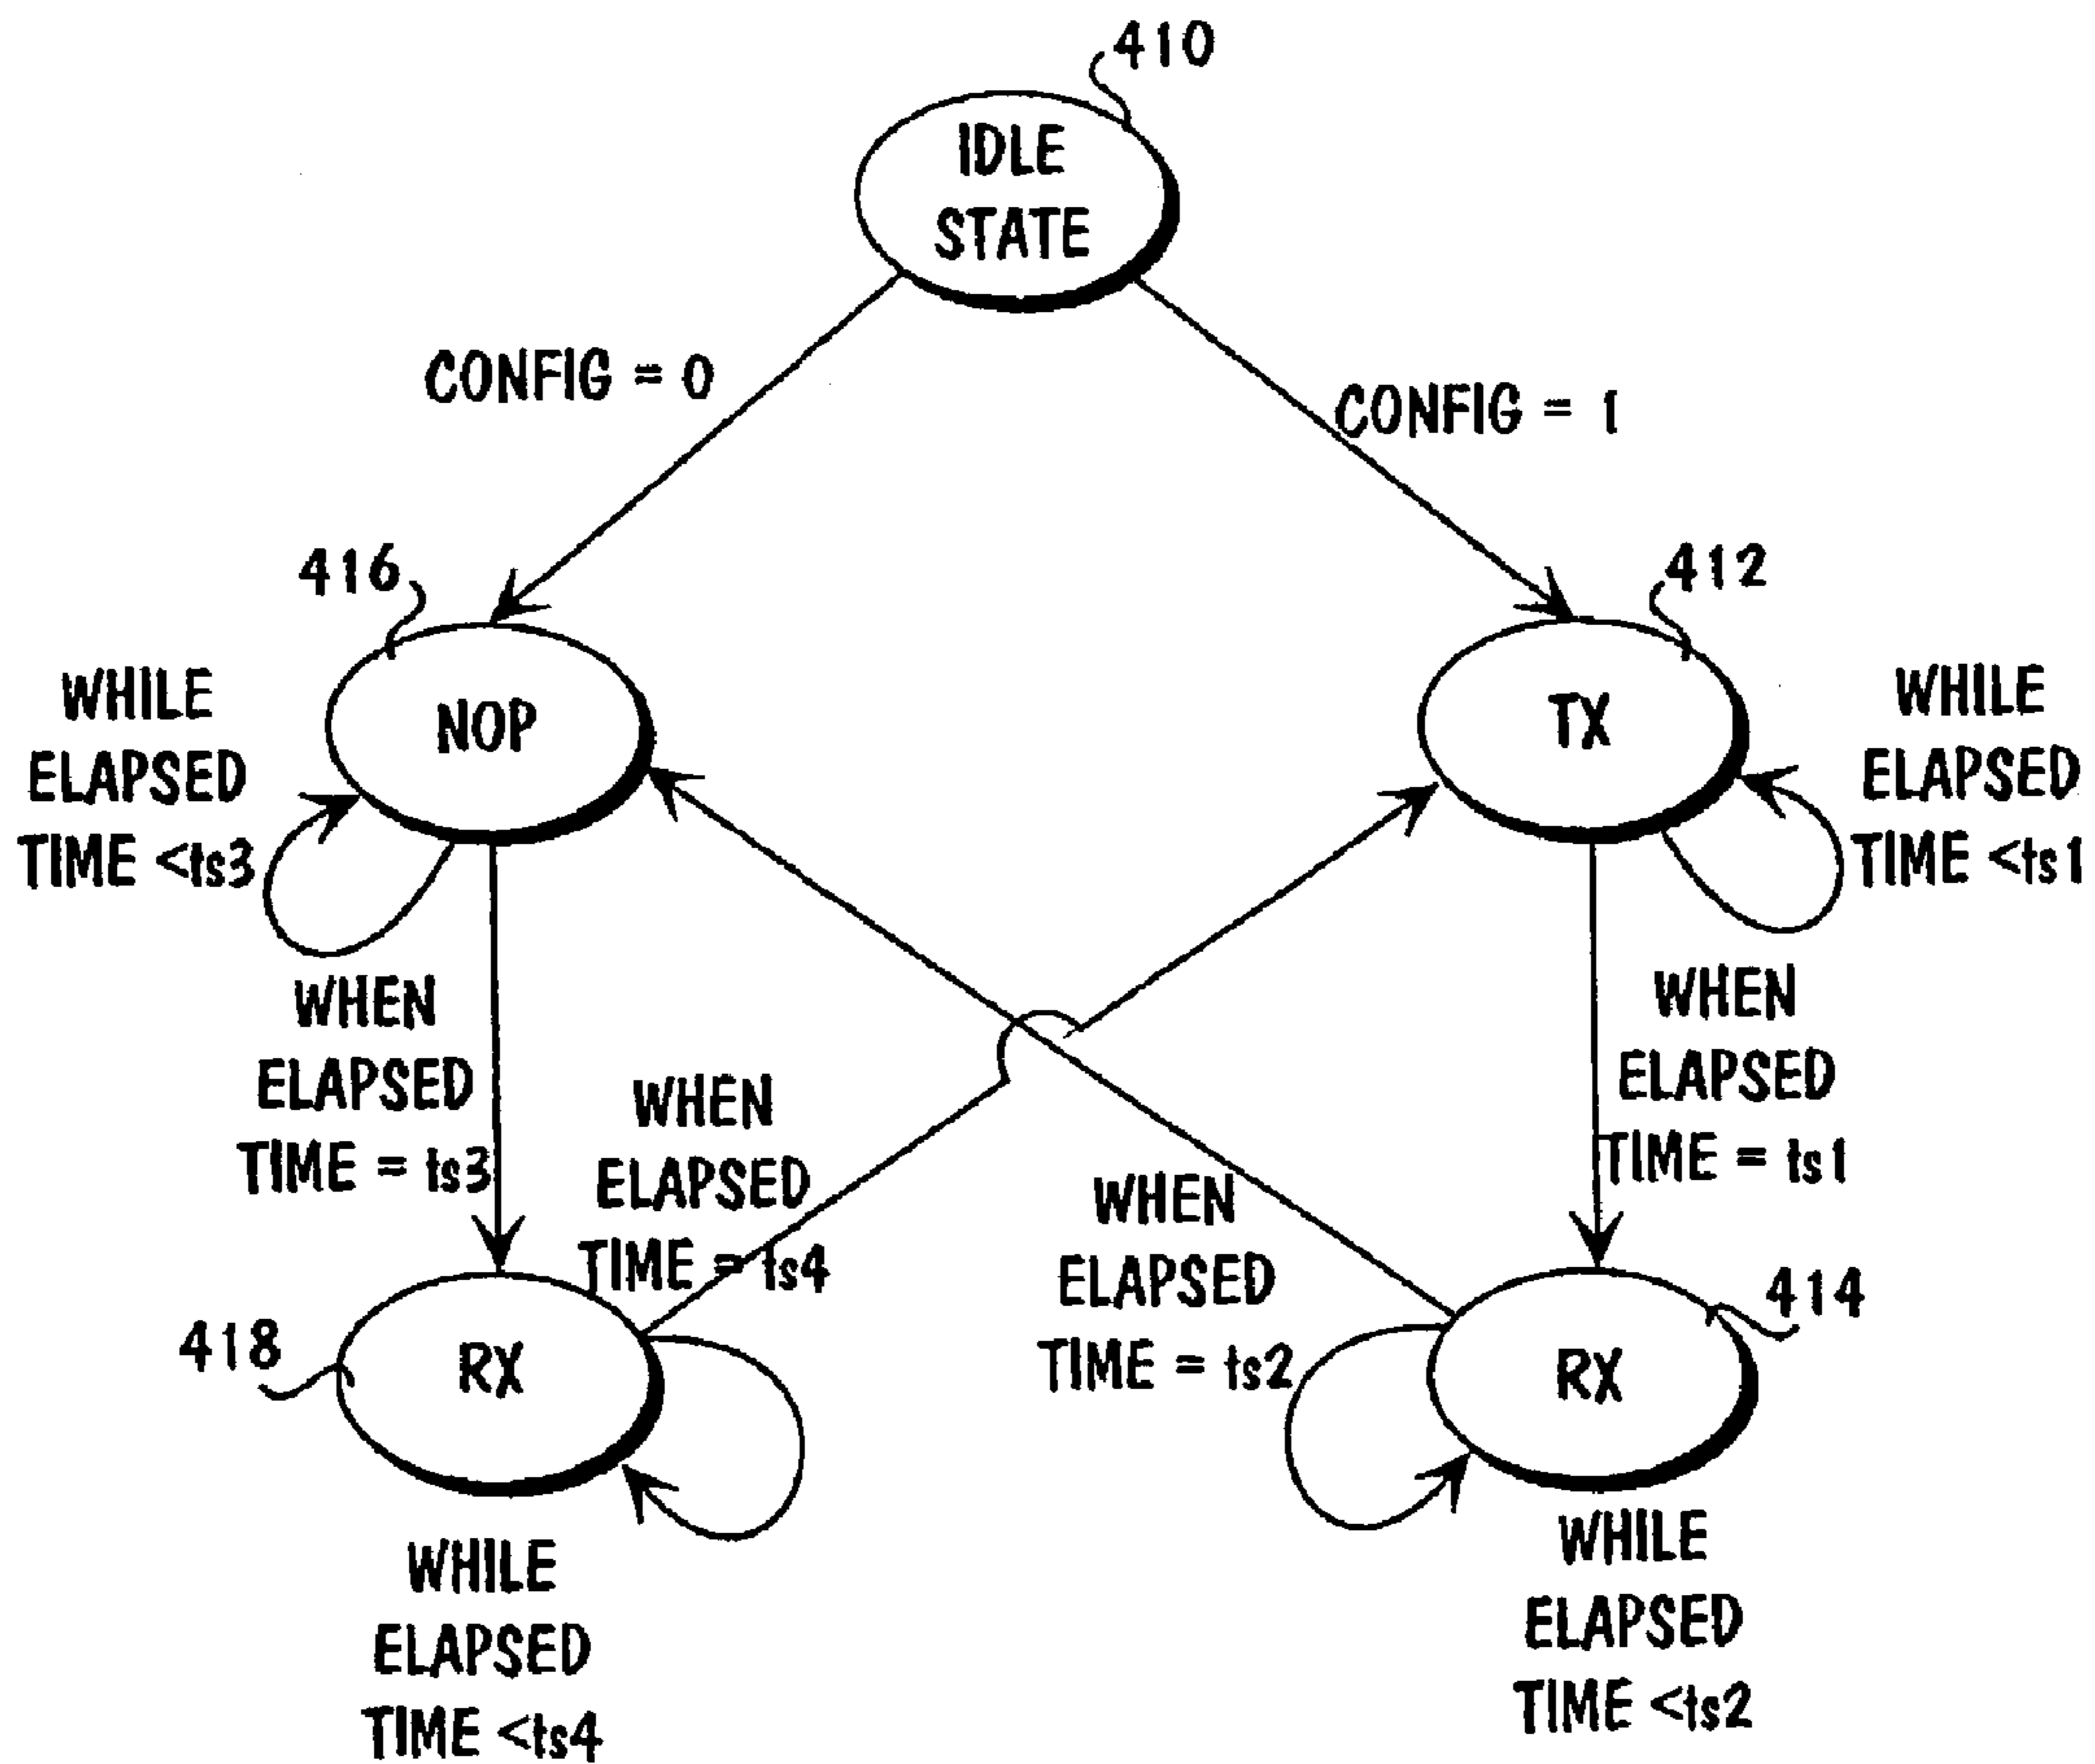 410
IDLE
STATE
CONFIG = 0
CONFIG = 1
416
412
WHILE
ELAPSED
TIME <ts3
NOP
TX
WHILE
ELAPSED
TIME <ts1
WHEN
ELAPSED
TIME = ts3
WHEN
ELAPSED
TIME = ts4
WHEN
ELAPSED
TIME = ts2
WHEN
ELAPSED
TIME = ts1
418
RX
RX
414
WHILE
ELAPSED
TIME <ts4
WHILE
ELAPSED
TIME <ts2